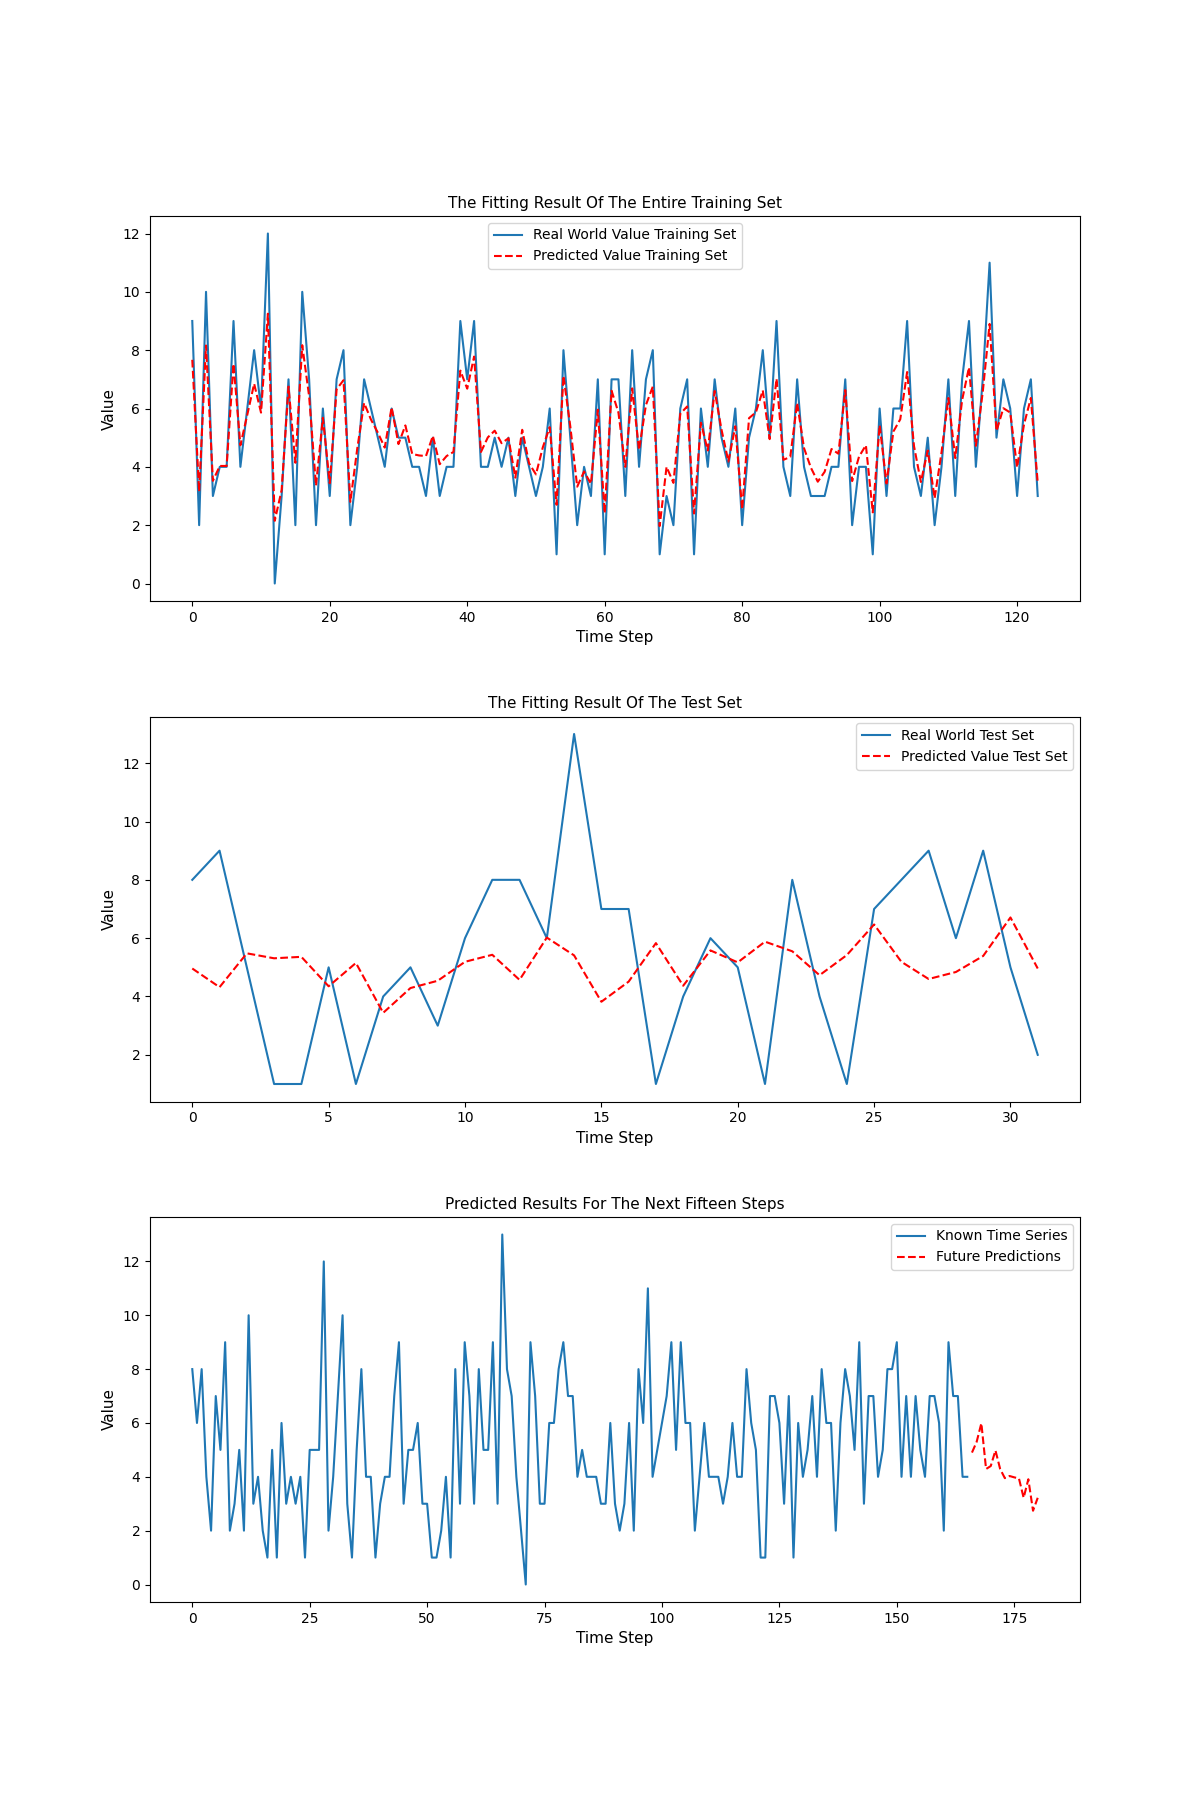 The Fitting Result Of The Entire Training Set
Real World Value Training Set
Predicted Value Training Set
12
10
8
6
4
2
0
Value
0 20 40 60 80 100 120
Time Step
The Fitting Result Of The Test Set
Real World Test Set
Predicted Value Test Set
12
10
8
6
4
2
Value
0 5 10 15 20 25 30
Time Step
Predicted Results For The Next Fifteen Steps
Known Time Series
Future Predictions
12
10
8
6
4
2
0
Value
0 25 50 75 100 125 150 175
Time Step